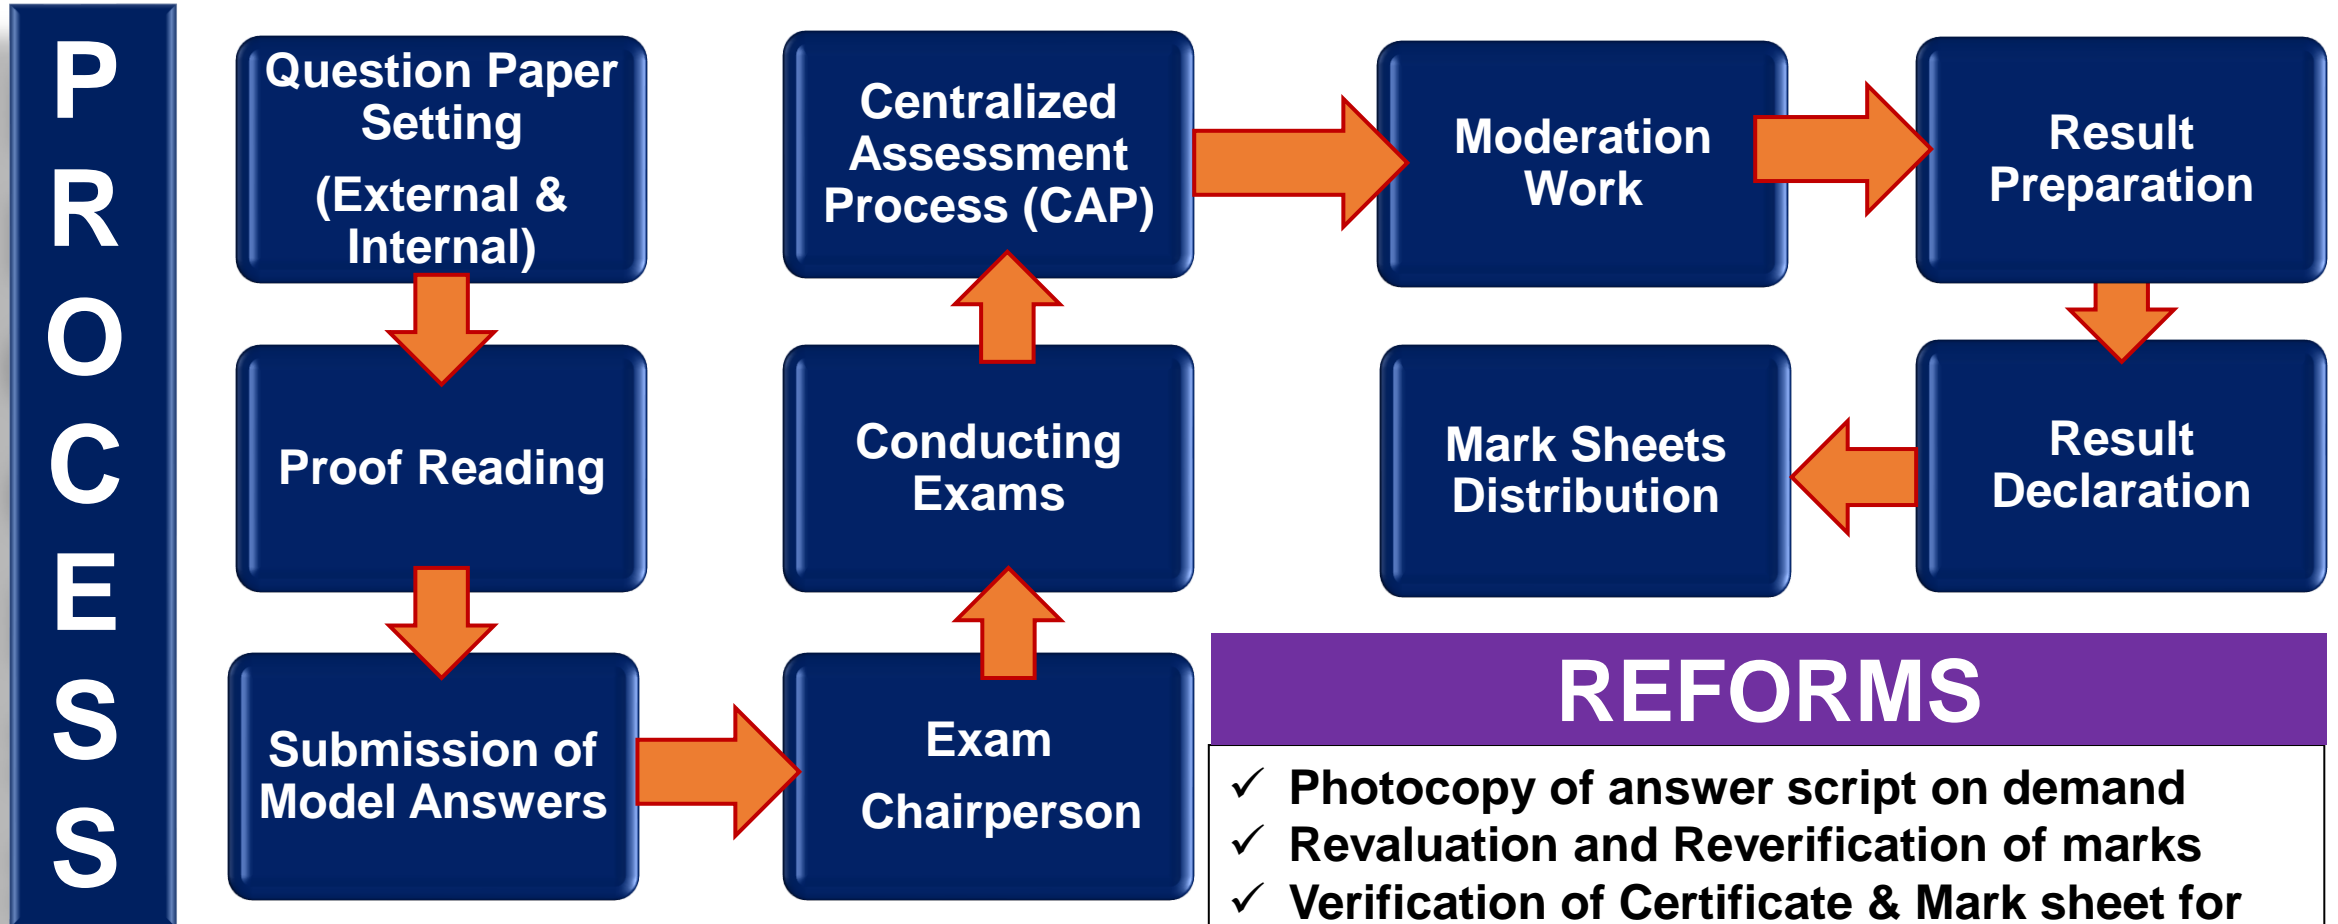 PROCESS
Question Paper
Setting
(External &
Internal)
Proof Reading
Submission of
Model Answers
Exam
Chairperson
Conducting
Exams
Centralized
Assessment
Process (CAP)
Moderation
Work
Result
Preparation
Result
Declaration
Mark Sheets
Distribution
REFORMS
✓ Photocopy of answer script on demand
✓ Revaluation and Reverification of marks
✓ Verification of Certificate & Mark sheet for